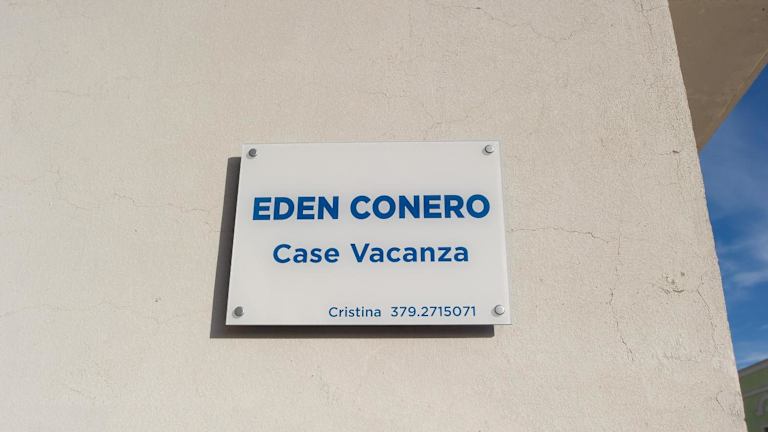 EDEN CONERO
Case Vacanza
Cristina 379.2715071